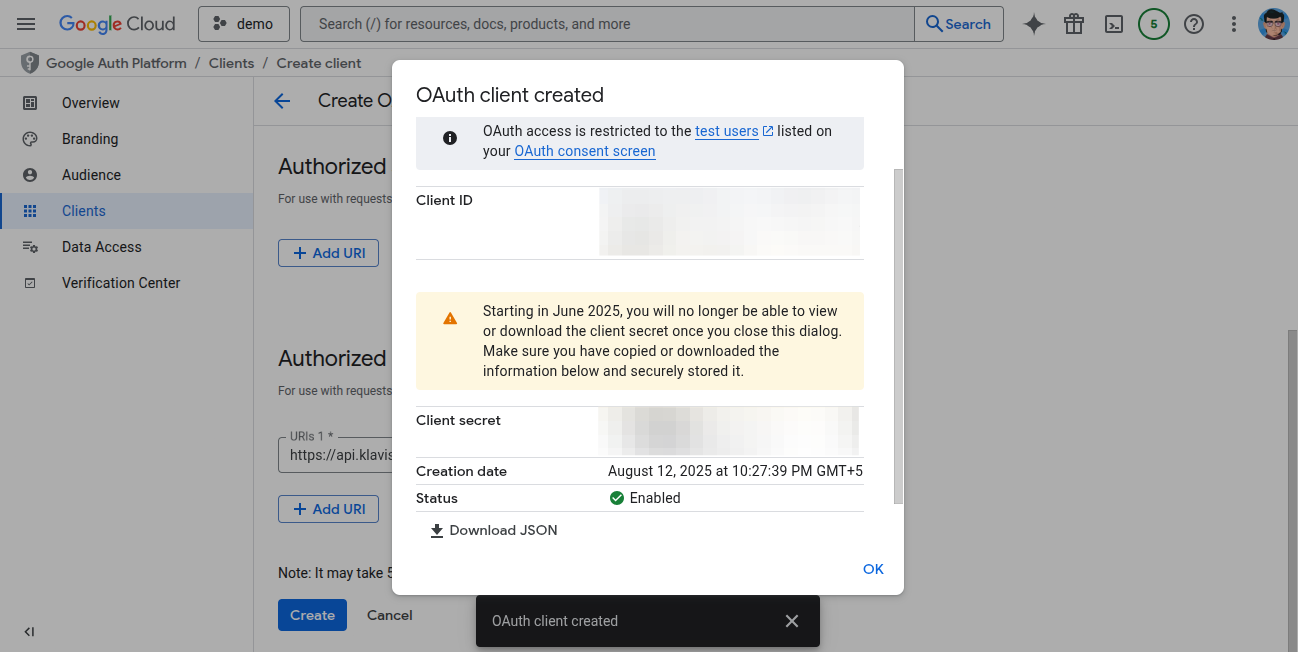 Google Cloud
demo
Search (/) for resources, docs, products, and more
Search
5
Google Auth Platform / Clients / Create client
Overview
Branding
Audience
Clients
Data Access
Verification Center
Create O
Authorized
For use with requests
Add URI
Authorized
For use with requests
URIs 1 *
https://api.klavis
Add URI
Note: It may take 5
Create
Cancel
OAuth client created
OAuth access is restricted to the test users listed on
your OAuth consent screen
Client ID
Starting in June 2025, you will no longer be able to view
or download the client secret once you close this dialog.
Make sure you have copied or downloaded the
information below and securely stored it.
Client secret
Creation date August 12, 2025 at 10:27:39 PM GMT+5
Status Enabled
Download JSON
OK
OAuth client created